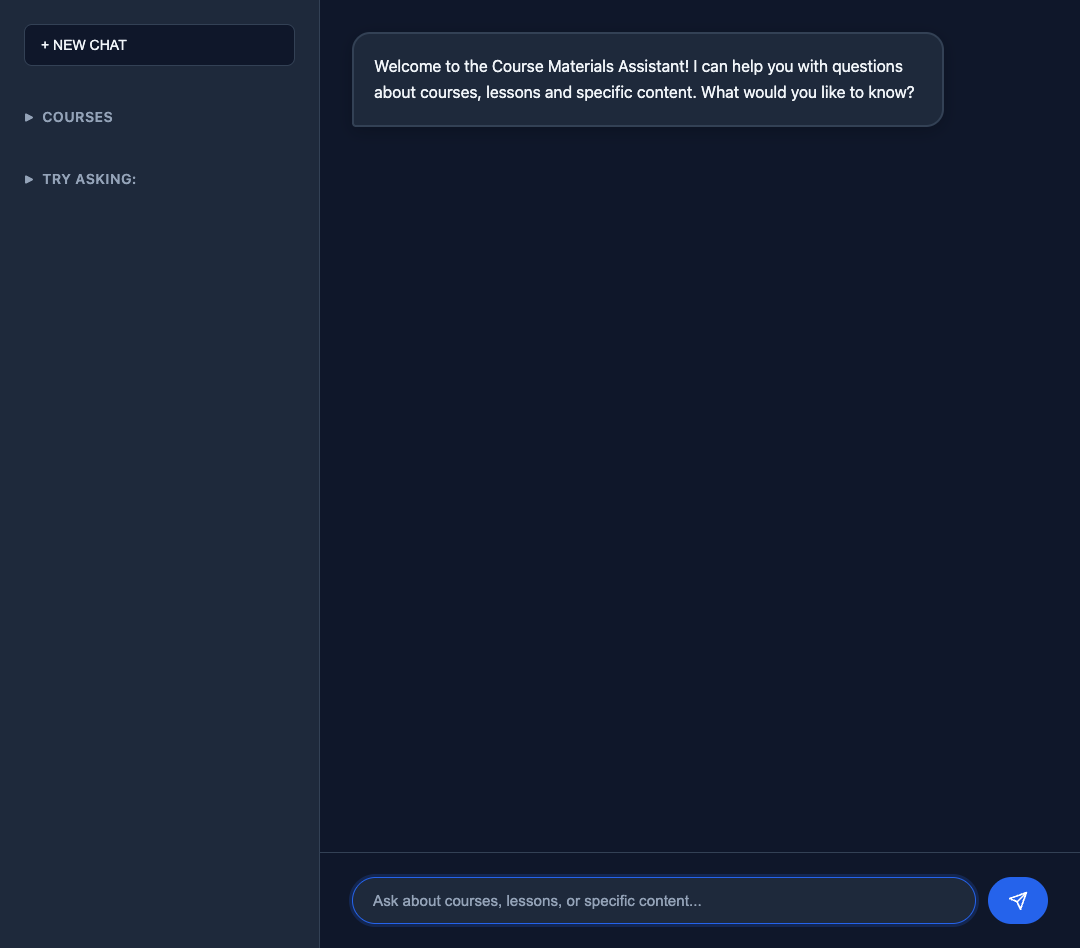 + NEW CHAT
COURSES
TRY ASKING:
Welcome to the Course Materials Assistant! I can help you with questions
about courses, lessons and specific content. What would you like to know?
Ask about courses, lessons, or specific content...